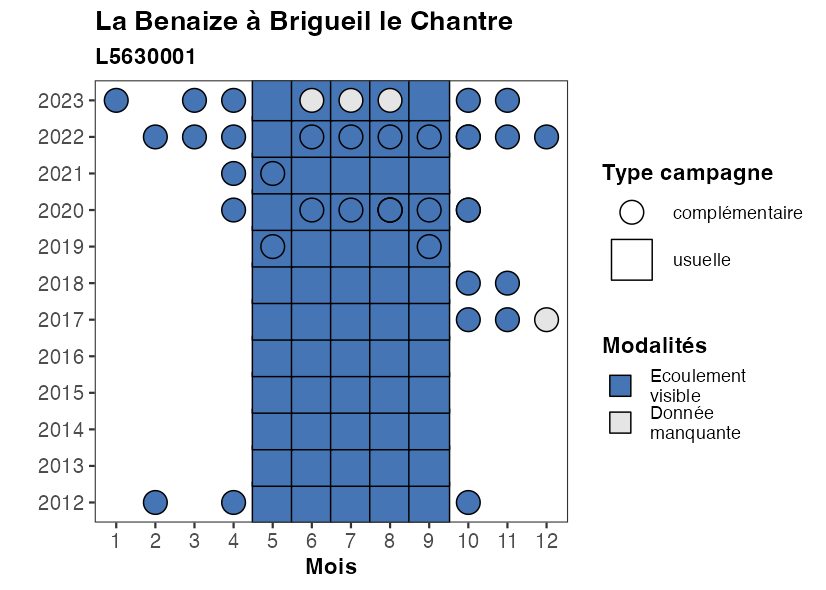 La Benaize à Brigueil le Chantre
L5630001
2023
2022
2021
2020
2019
2018
2017
2016
2015
2014
2013
2012
1 2 3 4 5 6 7 8 9 10 11 12
Mois
Type campagne
complémentaire
usuelle
Modalités
Ecoulement
visible
Donnée
manquante